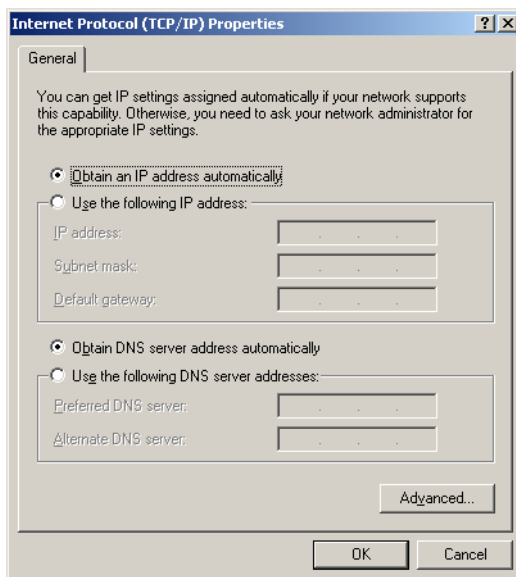 Internet Protocol (TCP/IP) Properties
General
You can get IP settings assigned automatically if your network supports
this capability. Otherwise, you need to ask your network administrator for
the appropriate IP settings.
Obtain an IP address automatically
Use the following IP address:
IP address:
Subnet mask:
Default gateway:
Obtain DNS server address automatically
Use the following DNS server addresses:
Preferred DNS server:
Alternate DNS server:
Advanced...
OK Cancel